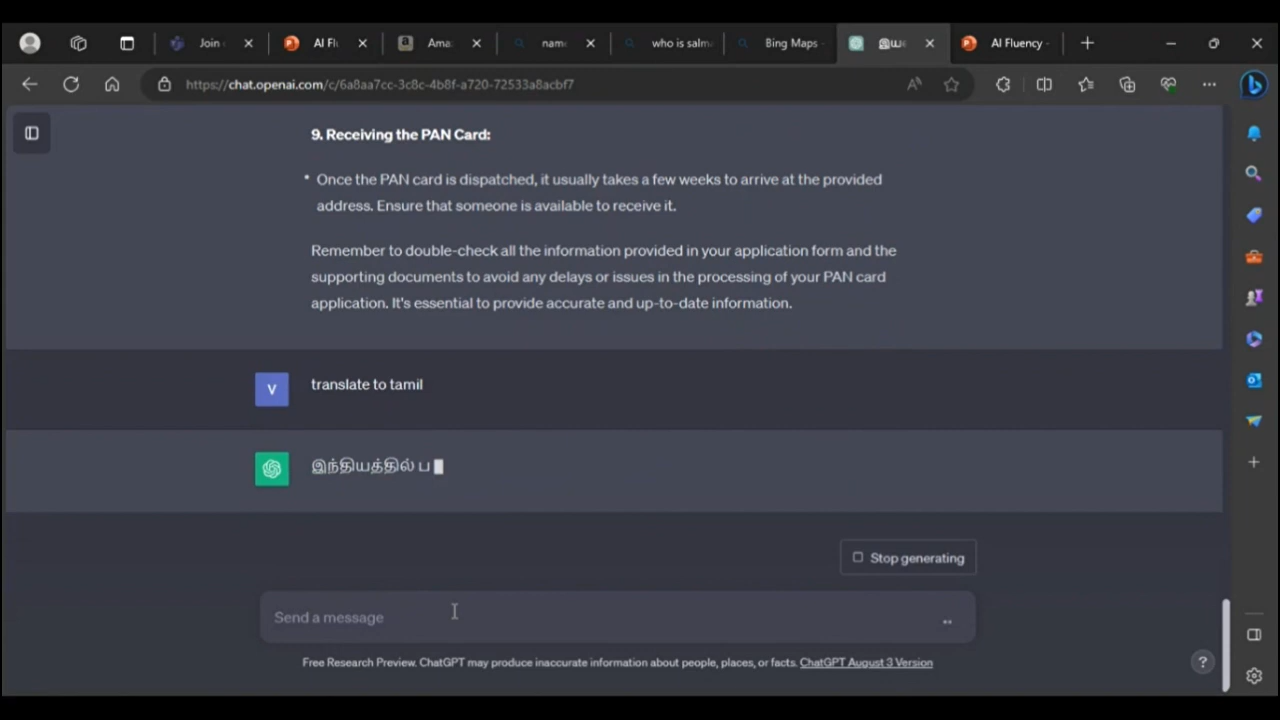 Join
AI Fl
Ama
nam
who is salm
Bing Maps -
இய
AI Fluency -
https://chat.openai.com/c/6a8aa7cc-3c8c-4b8f-a720-72533a8acbf7
9. Receiving the PAN Card:
• Once the PAN card is dispatched, it usually takes a few weeks to arrive at the provided
address. Ensure that someone is available to receive it.
Remember to double-check all the information provided in your application form and the
supporting documents to avoid any delays or issues in the processing of your PAN card
application. It's essential to provide accurate and up-to-date information.
V
translate to tamil
இந்தியத்தில் ப
Stop generating
Send a message
Free Research Preview. ChatGPT may produce inaccurate information about people, places, or facts. ChatGPT August 3 Version
?